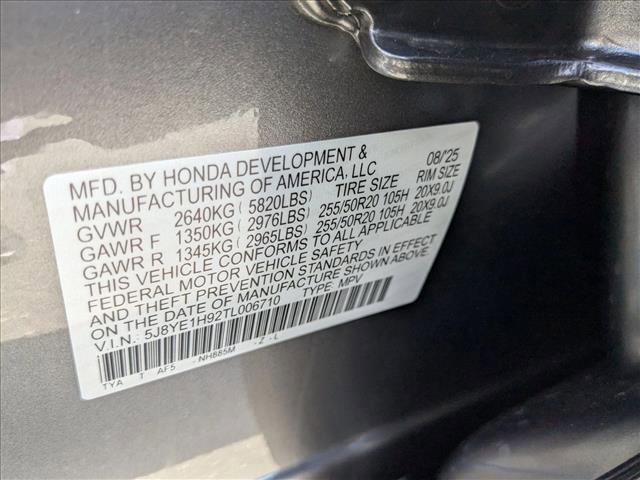 MFD. BY HONDA DEVELOPMENT & 08/'25
MANUFACTURING OF AMERICA, LLC RIM SIZE
GVWR 2640KG ( 5820LBS) TIRE SIZE
GAWR F 1350KG ( 2976LBS) 255/50R20 105H 20X9.0J
GAWR R 1345KG ( 2965LBS) 255/50R20 105H 20X9.0J
THIS VEHICLE CONFORMS TO ALL APPLICABLE
FEDERAL MOTOR VEHICLE SAFETY
AND THEFT PREVENTION STANDARDS IN EFFECT
ON THE DATE OF MANUFACTURE SHOWN ABOVE.
V.I.N.: 5J8YE1H92TL006710 TYPE: MPV
TYA T AF5 - NH885M - Z - L